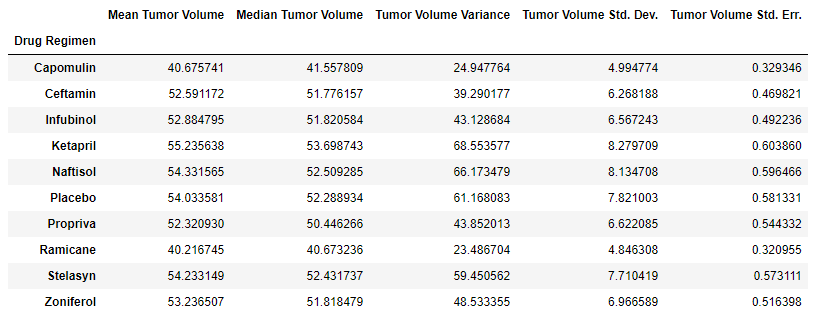 Mean Tumor Volume Median Tumor Volume Tumor Volume Variance Tumor Volume Std. Dev. Tumor Volume Std. Err.
Drug Regimen
Capomulin 40.675741 41.557809 24.947764 4.994774 0.329346
Ceftamin 52.591172 51.776157 39.290177 6.268188 0.469821
Infubinol 52.884795 51.820584 43.128684 6.567243 0.492236
Ketapril 55.235638 53.698743 68.553577 8.279709 0.603860
Naftisol 54.331565 52.509285 66.173479 8.134708 0.596466
Placebo 54.033581 52.288934 61.168083 7.821003 0.581331
Propriva 52.320930 50.446266 43.852013 6.622085 0.544332
Ramicane 40.216745 40.673236 23.486704 4.846308 0.320955
Stelasyn 54.233149 52.431737 59.450562 7.710419 0.573111
Zoniferol 53.236507 51.818479 48.533355 6.966589 0.516398